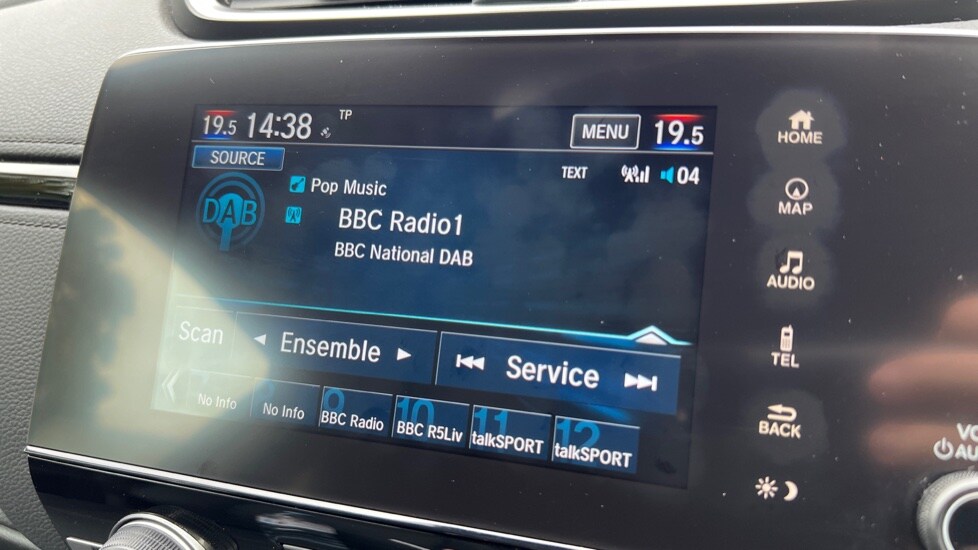 19.5 14:38 TP MENU 19.5
SOURCE TEXT 04
DAB Pop Music
BBC Radio1
BBC National DAB
Scan Ensemble Service
No Info No Info 9 BBC Radio 10 BBC R5Liv 11 talkSPORT 12 talkSPORT
HOME
MAP
AUDIO
TEL
BACK
VO
AU